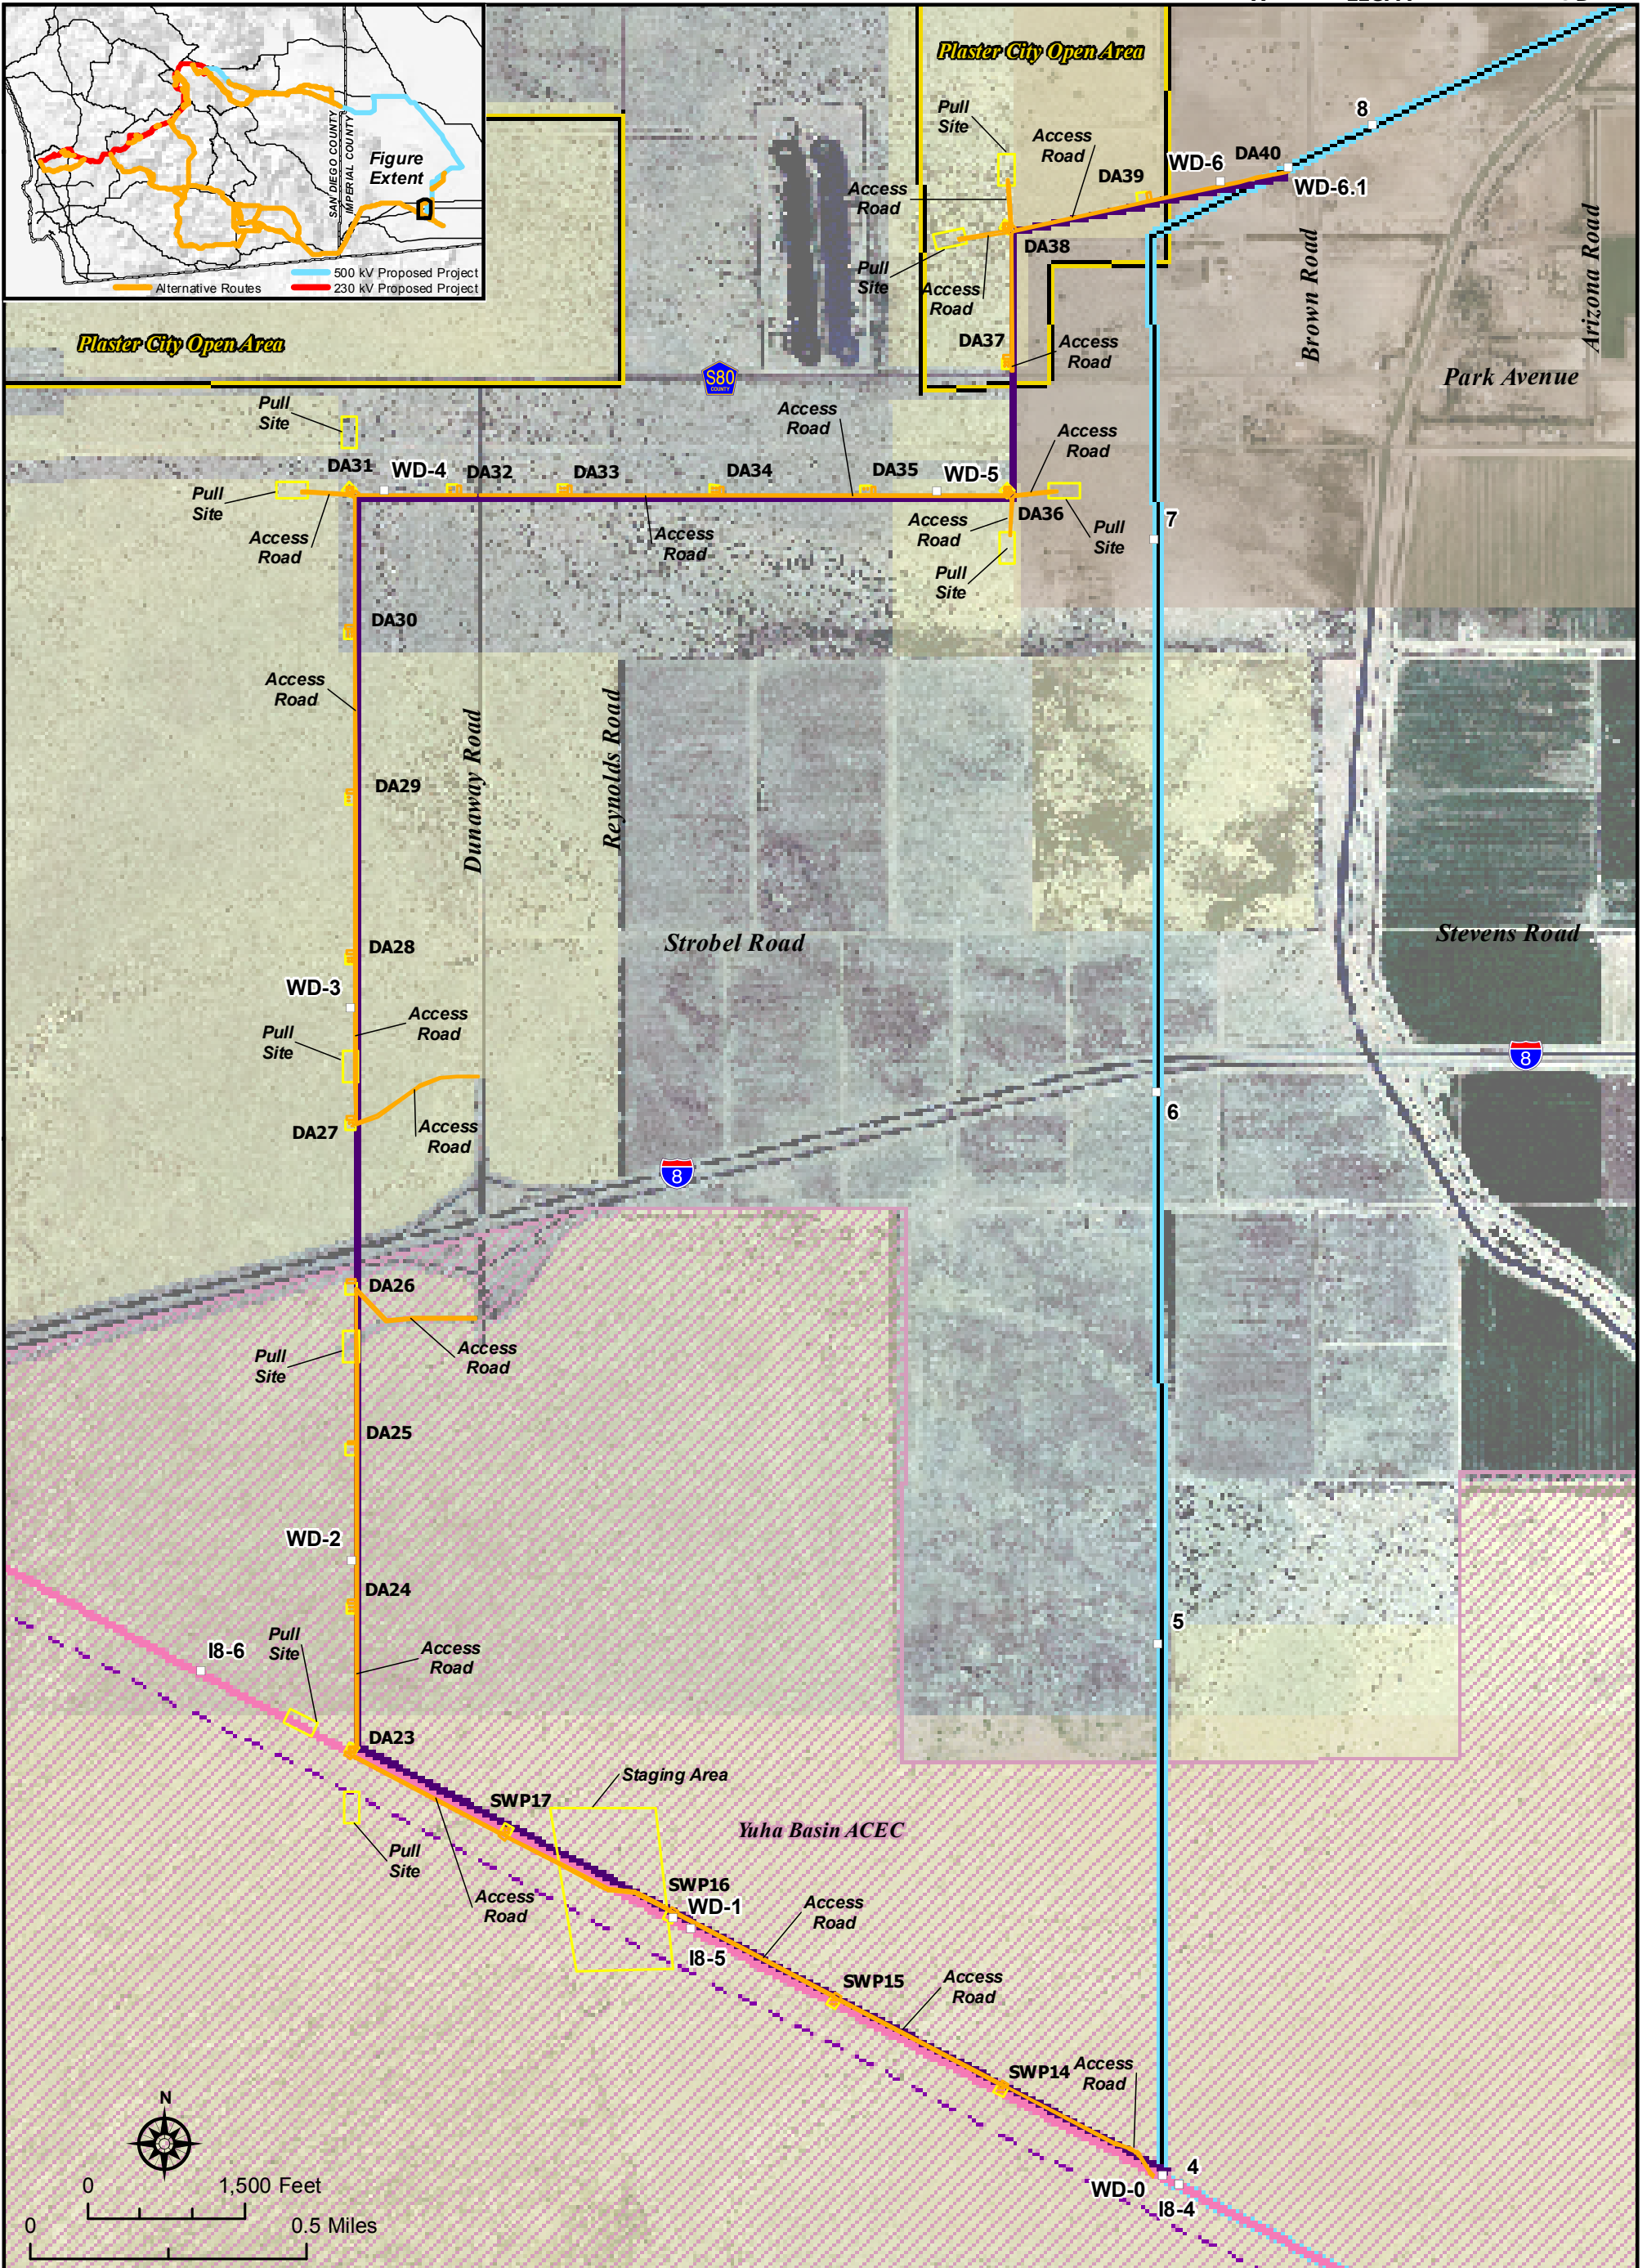 Plaster City Open Area
SAN DIEGO COUNTY
IMPERIAL COUNTY
Figure
Extent
500 kV Proposed Project
Alternative Routes
230 kV Proposed Project
Pull
Site
Access
Road
8
WD-6
DA40
DA39
WD-6.1
Access
Road
DA38
Pull
Site
Access
Road
Brown Road
Arizona Road
Plaster City Open Area
DA37
Access
Road
S80
COUNTY
Park Avenue
Pull
Site
Access
Road
Access
Road
DA31
WD-4
DA32
DA33
DA34
DA35
WD-5
Pull
Site
DA36
Access
Road
Access
Road
Access
Road
Pull
Site
7
Pull
Site
DA30
Access
Road
Dunaway Road
Reynolds Road
DA29
Strobel Road
Stevens Road
DA28
WD-3
Access
Road
Pull
Site
8
6
DA27
Access
Road
8
DA26
Pull
Site
Access
Road
DA25
WD-2
DA24
5
I8-6
Pull
Site
Access
Road
DA23
Staging Area
SWP17
Yuha Basin ACEC
Pull
Site
Access
Road
SWP16
WD-1
Access
Road
I8-5
SWP15
Access
Road
SWP14
Access
Road
4
WD-0
I8-4
N
0 1,500 Feet
0 0.5 Miles